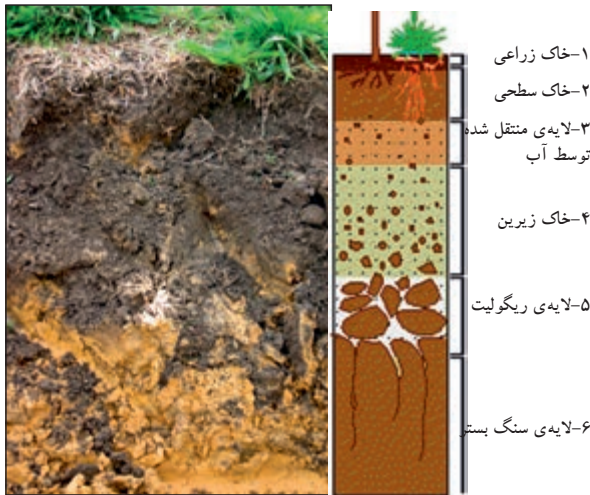 ۱-خاک زراعی
۲-خاک سطحی
۳-لایه‌ی منتقل شده
توسط آب
۴-خاک زیرین
۵-لایه‌ی ریگولیت
۶-لایه‌ی سنگ بستر